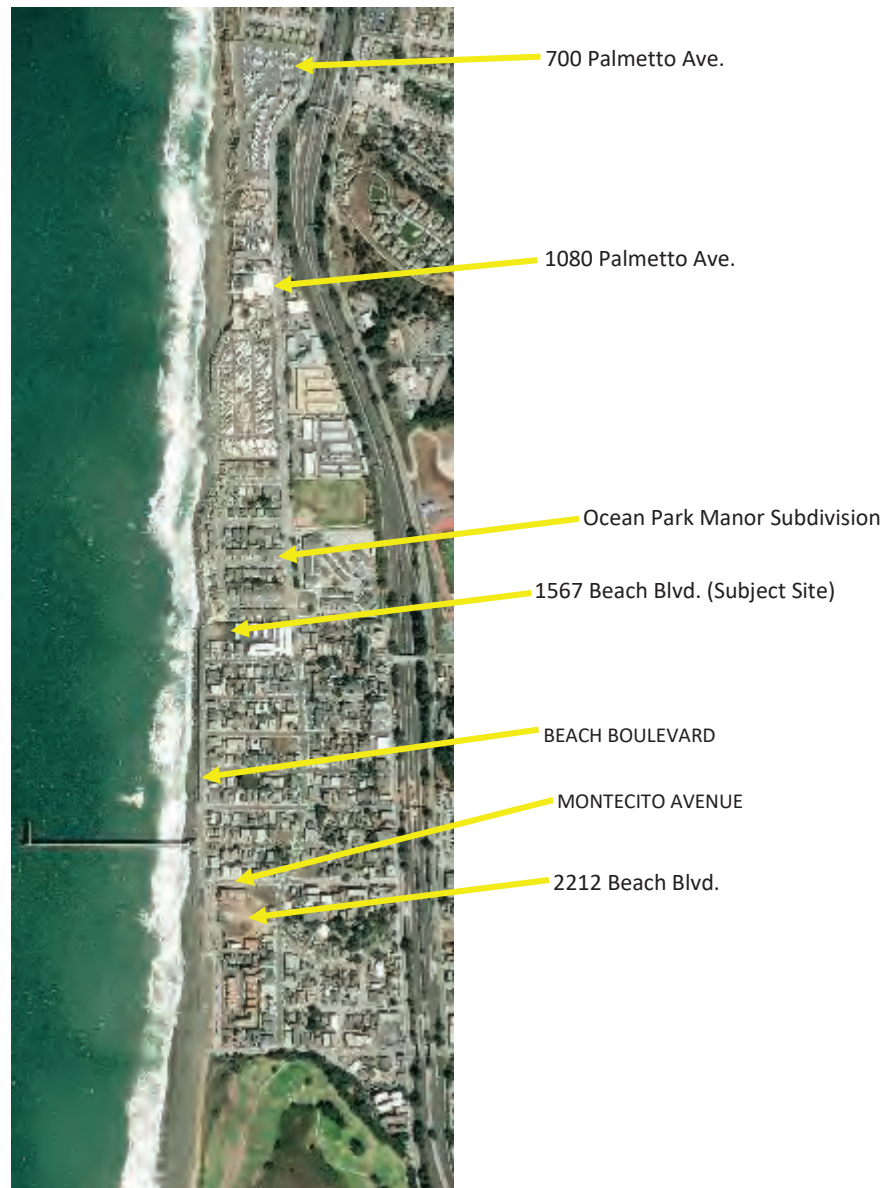 700 Palmetto Ave.
1080 Palmetto Ave.
Ocean Park Manor Subdivision
1567 Beach Blvd. (Subject Site)
BEACH BOULEVARD
MONTECITO AVENUE
2212 Beach Blvd.